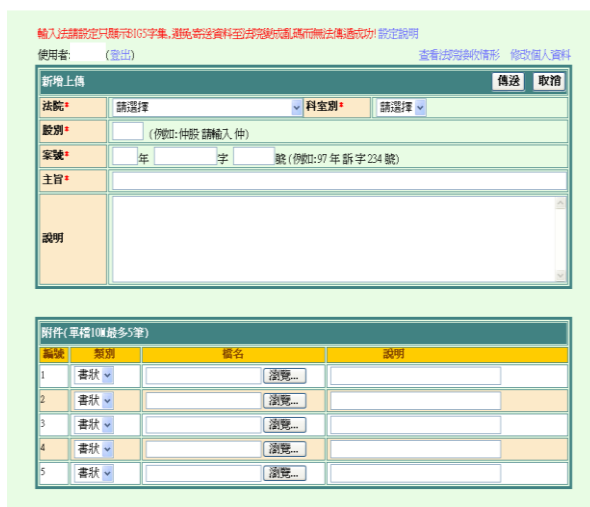 輸入法請設定只顯示BIG5字集,避免寄送資料至法院變成亂碼而無法傳遞成功! 設定說明
使用者: (登出) 查看法院接收情形 修改個人資料
新增上傳 傳送 取消
法院* 請選擇 科室別* 請選擇
股別* (例如:仲股 請輸入 仲)
案號* 年 字 號 (例如:97 年 訴 字 234 號)
主旨*
說明
附件(單檔10M最多5筆)
編號 類別 檔名 說明
1 書狀 瀏覽...
2 書狀 瀏覽...
3 書狀 瀏覽...
4 書狀 瀏覽...
5 書狀 瀏覽...